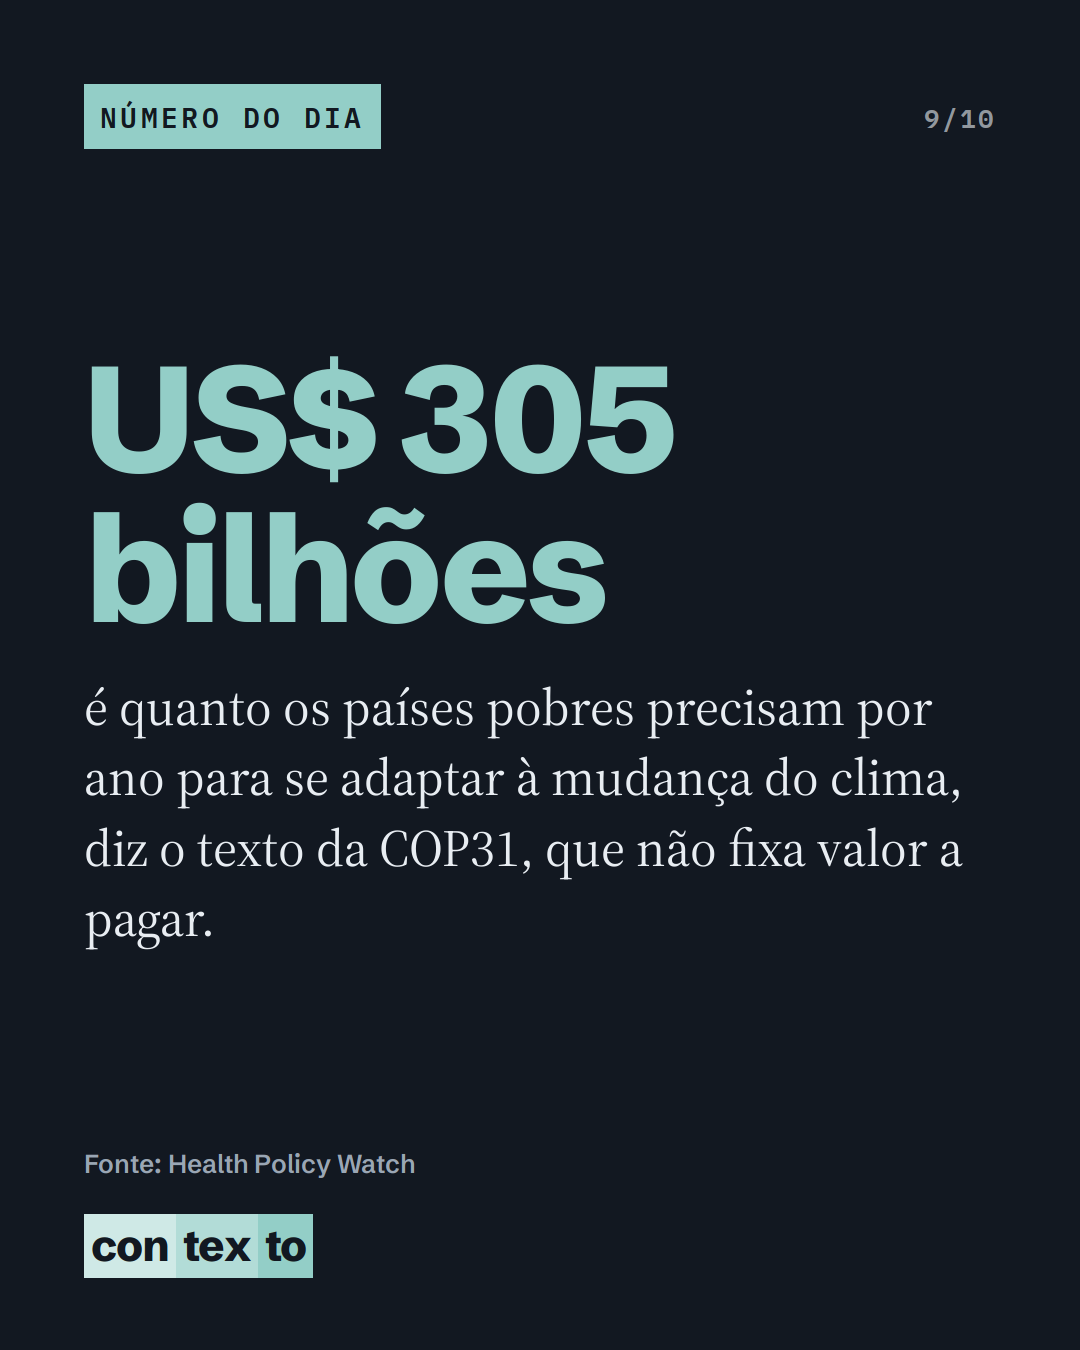 NÚMERO DO DIA
9/10
US$ 305
bilhões
é quanto os países pobres precisam por
ano para se adaptar à mudança do clima,
diz o texto da COP31, que não fixa valor a
pagar.
Fonte: Health Policy Watch
con tex to